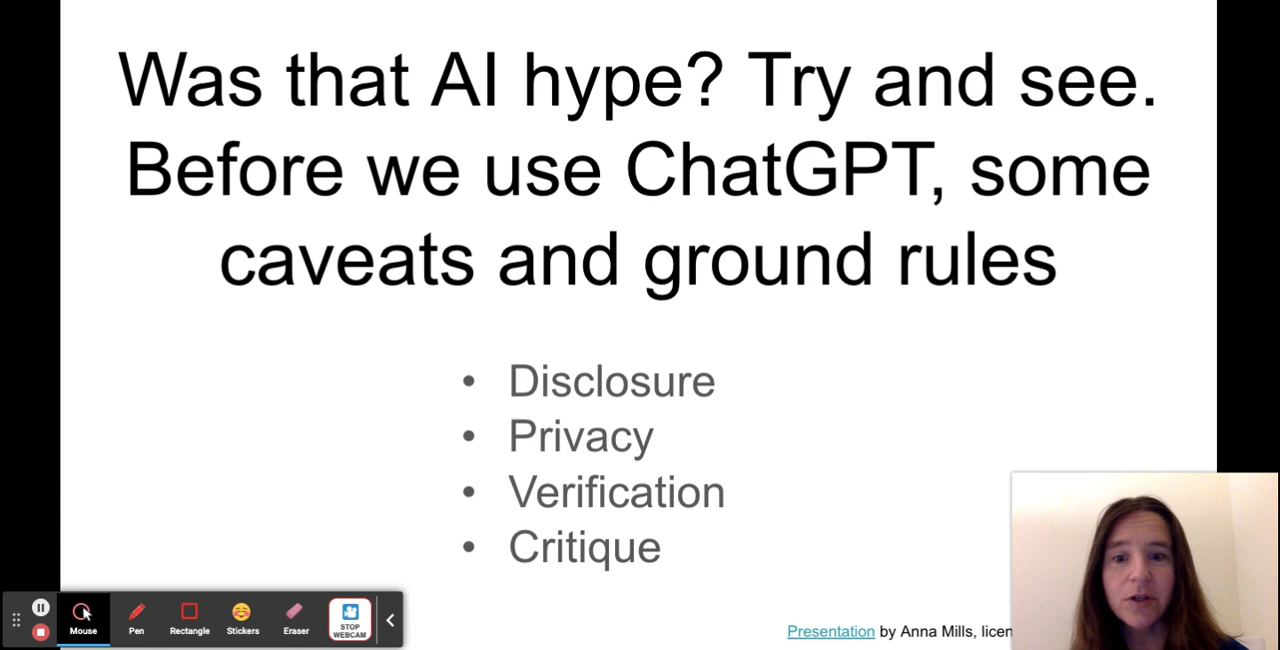 Was that AI hype? Try and see.
Before we use ChatGPT, some
caveats and ground rules
• Disclosure
• Privacy
• Verification
• Critique
Mouse
Pen
Rectangle
Stickers
Eraser
STOP
WEBCAM
Presentation by Anna Mills, licen